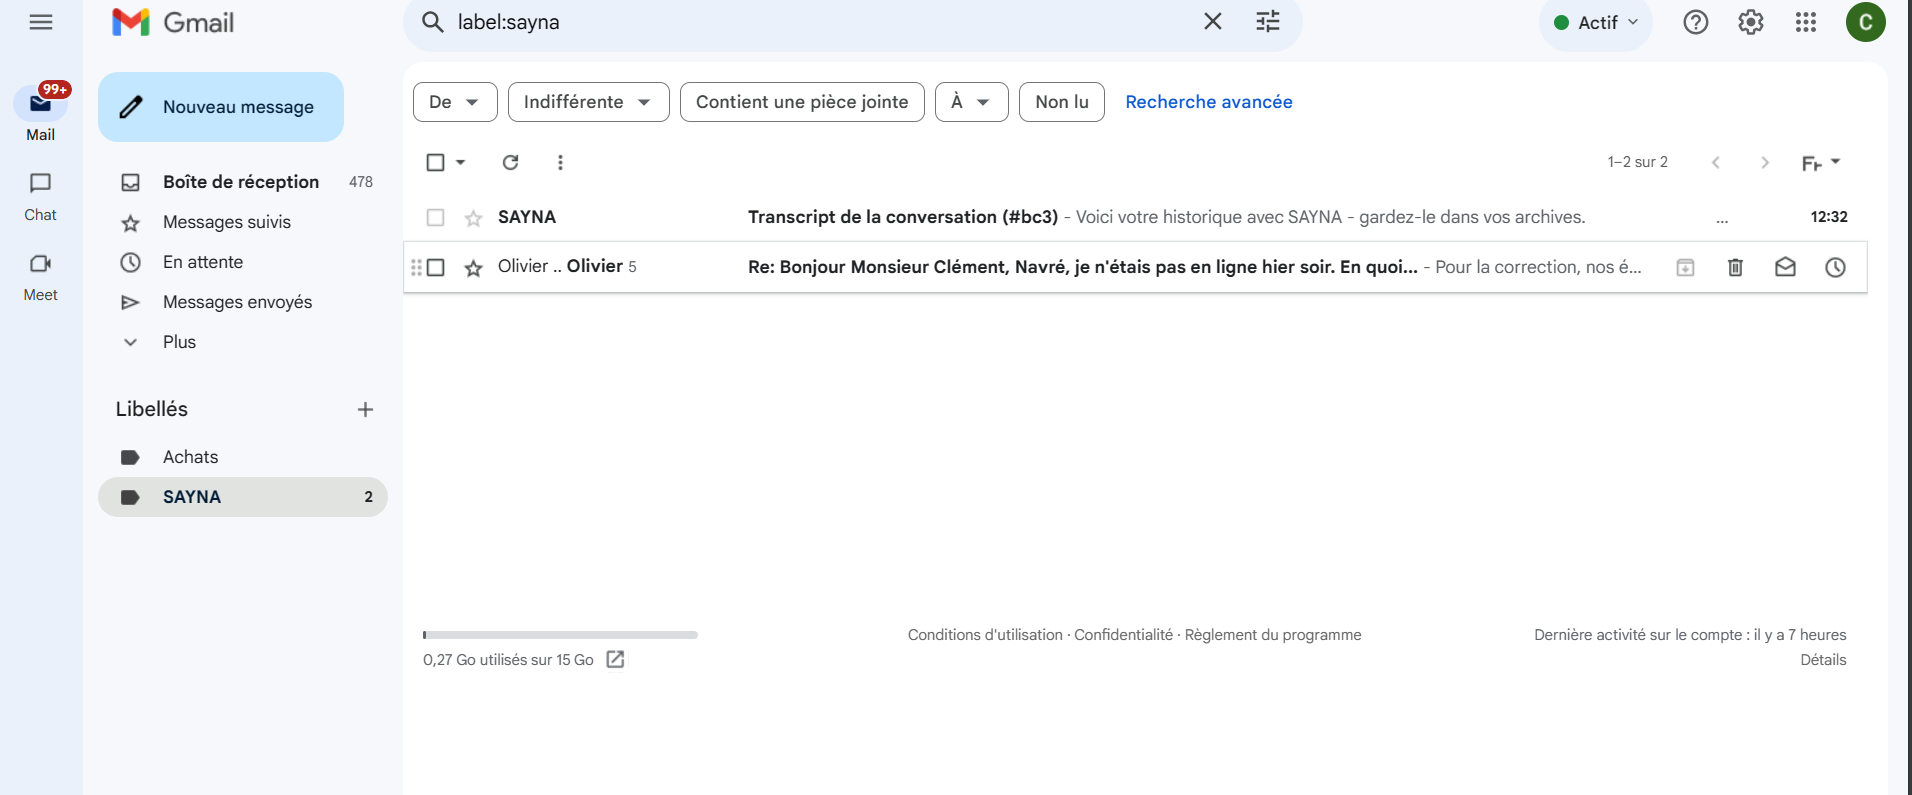 Gmail
label:sayna
Actif
C
99+
Mail
Chat
Meet
Nouveau message
Boîte de réception 478
Messages suivis
En attente
Messages envoyés
Plus
Libellés
Achats
SAYNA 2
De Indifférente Contient une pièce jointe À Non lu Recherche avancée
1–2 sur 2
SAYNA Transcript de la conversation (#bc3) - Voici votre historique avec SAYNA - gardez-le dans vos archives. ... 12:32
Olivier .. Olivier 5 Re: Bonjour Monsieur Clément, Navré, je n'étais pas en ligne hier soir. En quoi... - Pour la correction, nos é...
0,27 Go utilisés sur 15 Go
Conditions d'utilisation · Confidentialité · Règlement du programme
Dernière activité sur le compte : il y a 7 heures
Détails